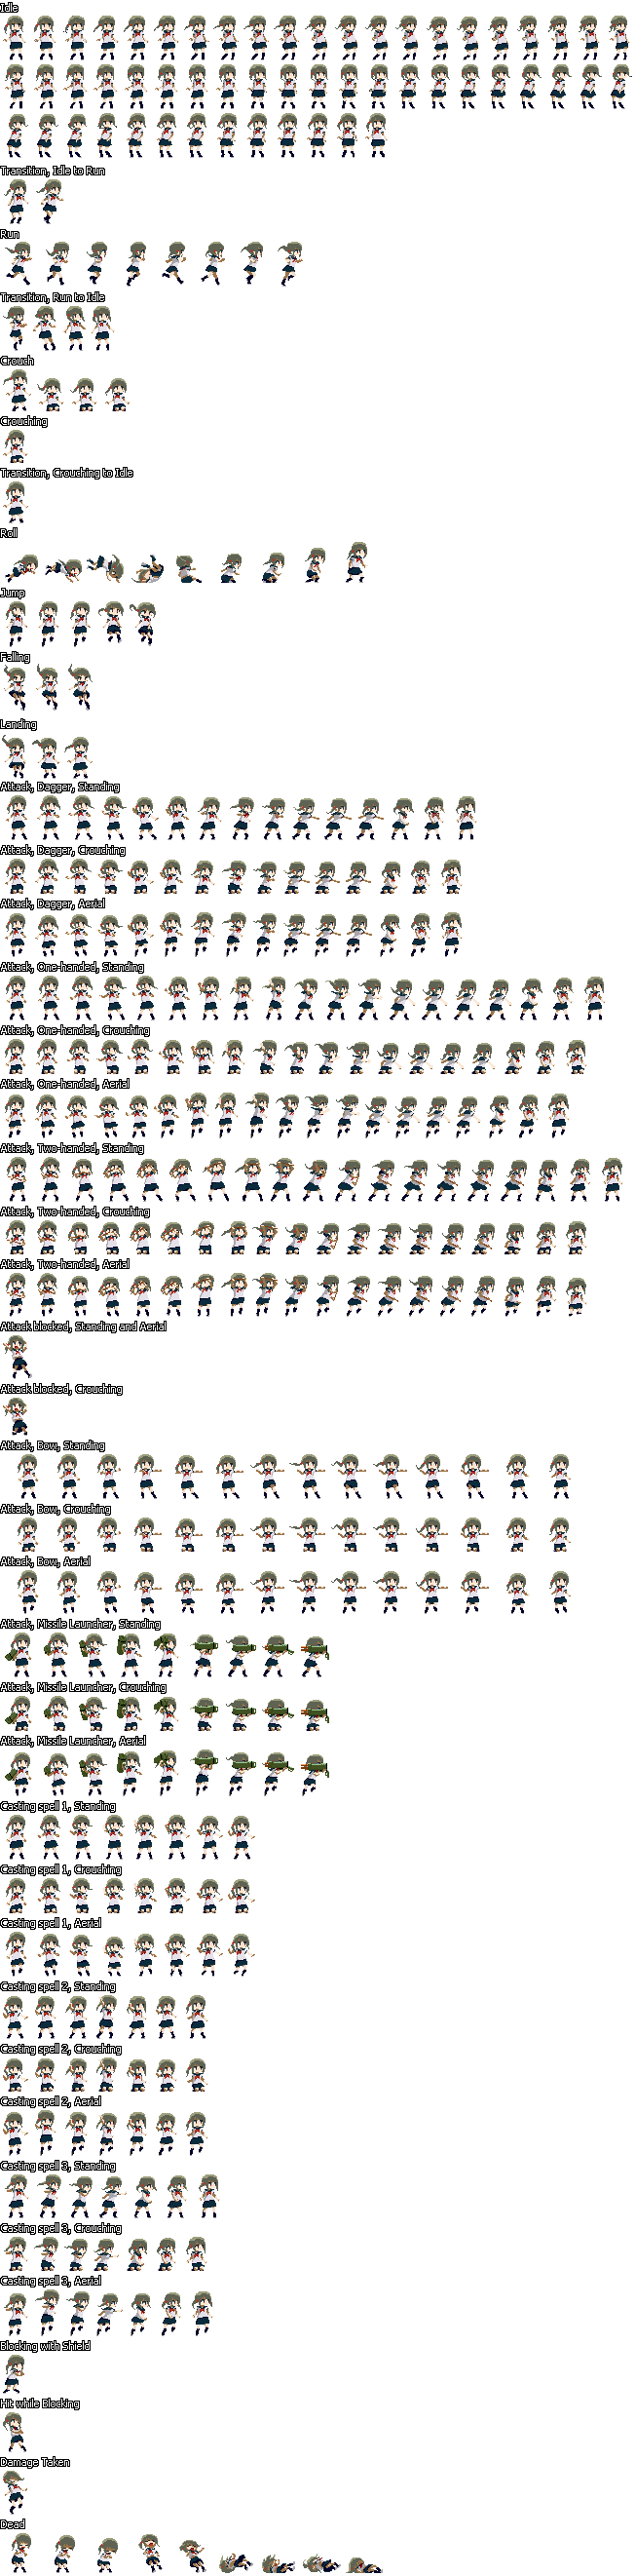 Idle
Transition, Idle to Run
Run
Transition, Run to Idle
Crouch
Crouching
Transition, Crouching to Idle
Roll
Jump
Falling
Landing
Attack, Dagger, Standing
Attack, Dagger, Crouching
Attack, Dagger, Aerial
Attack, One-handed, Standing
Attack, One-handed, Crouching
Attack, One-handed, Aerial
Attack, Two-handed, Standing
Attack, Two-handed, Crouching
Attack, Two-handed, Aerial
Attack blocked, Standing and Aerial
Attack blocked, Crouching
Attack, Bow, Standing
Attack, Bow, Crouching
Attack, Bow, Aerial
Attack, Missile Launcher, Standing
Attack, Missile Launcher, Crouching
Attack, Missile Launcher, Aerial
Casting spell 1, Standing
Casting spell 1, Crouching
Casting spell 1, Aerial
Casting spell 2, Standing
Casting spell 2, Crouching
Casting spell 2, Aerial
Casting spell 3, Standing
Casting spell 3, Crouching
Casting spell 3, Aerial
Blocking with Shield
Hit while Blocking
Damage Taken
Dead